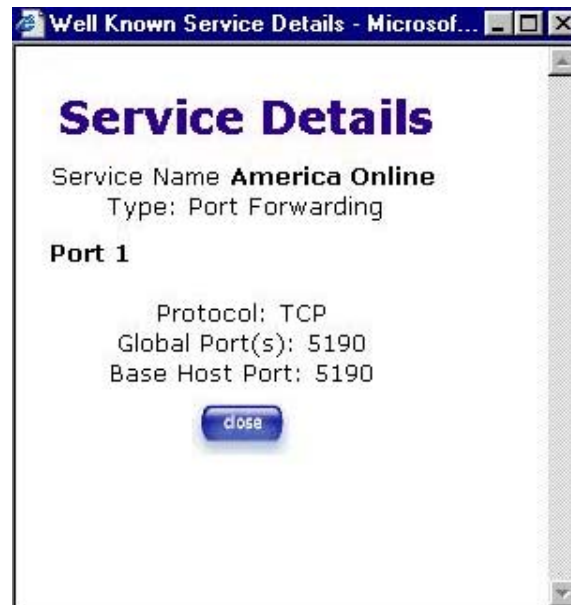 Well Known Service Details - Microsof...
Service Details
Service Name America Online
Type: Port Forwarding
Port 1
Protocol: TCP
Global Port(s): 5190
Base Host Port: 5190
close